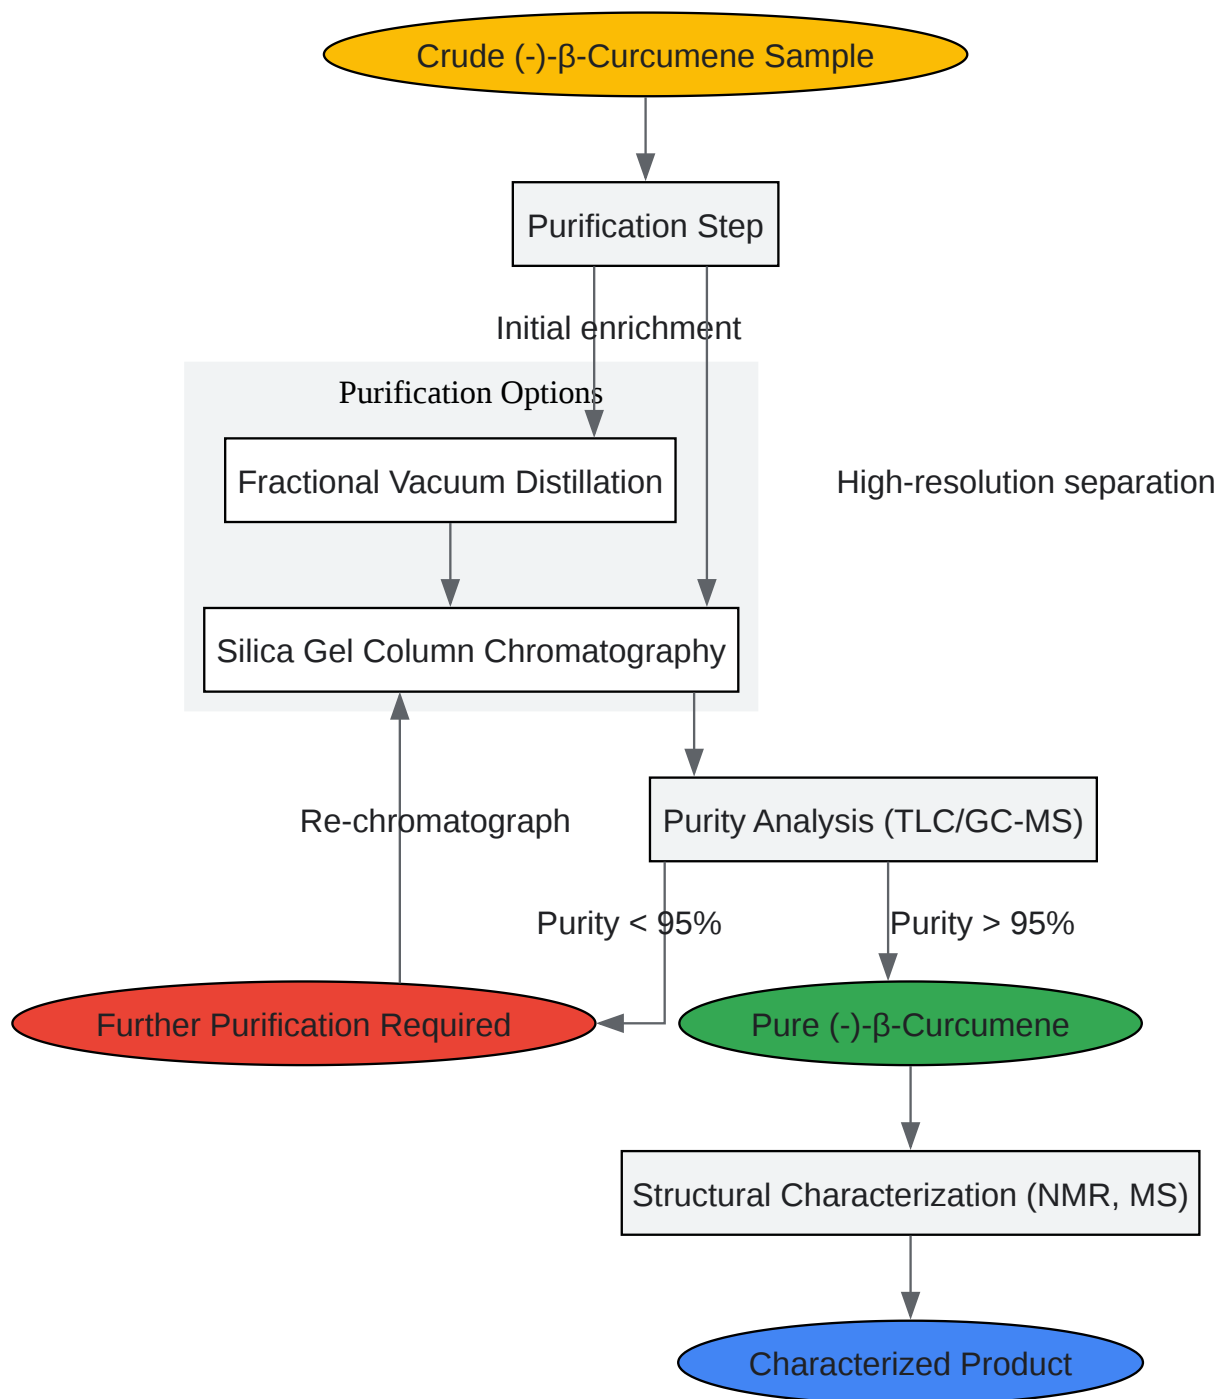 Crude (-)-β-Curcumene Sample
Purification Step
Initial enrichment
Purification Options
Fractional Vacuum Distillation
High-resolution separation
Silica Gel Column Chromatography
Re-chromatograph
Purity Analysis (TLC/GC-MS)
Purity < 95%
Purity > 95%
Further Purification Required
Pure (-)-β-Curcumene
Structural Characterization (NMR, MS)
Characterized Product